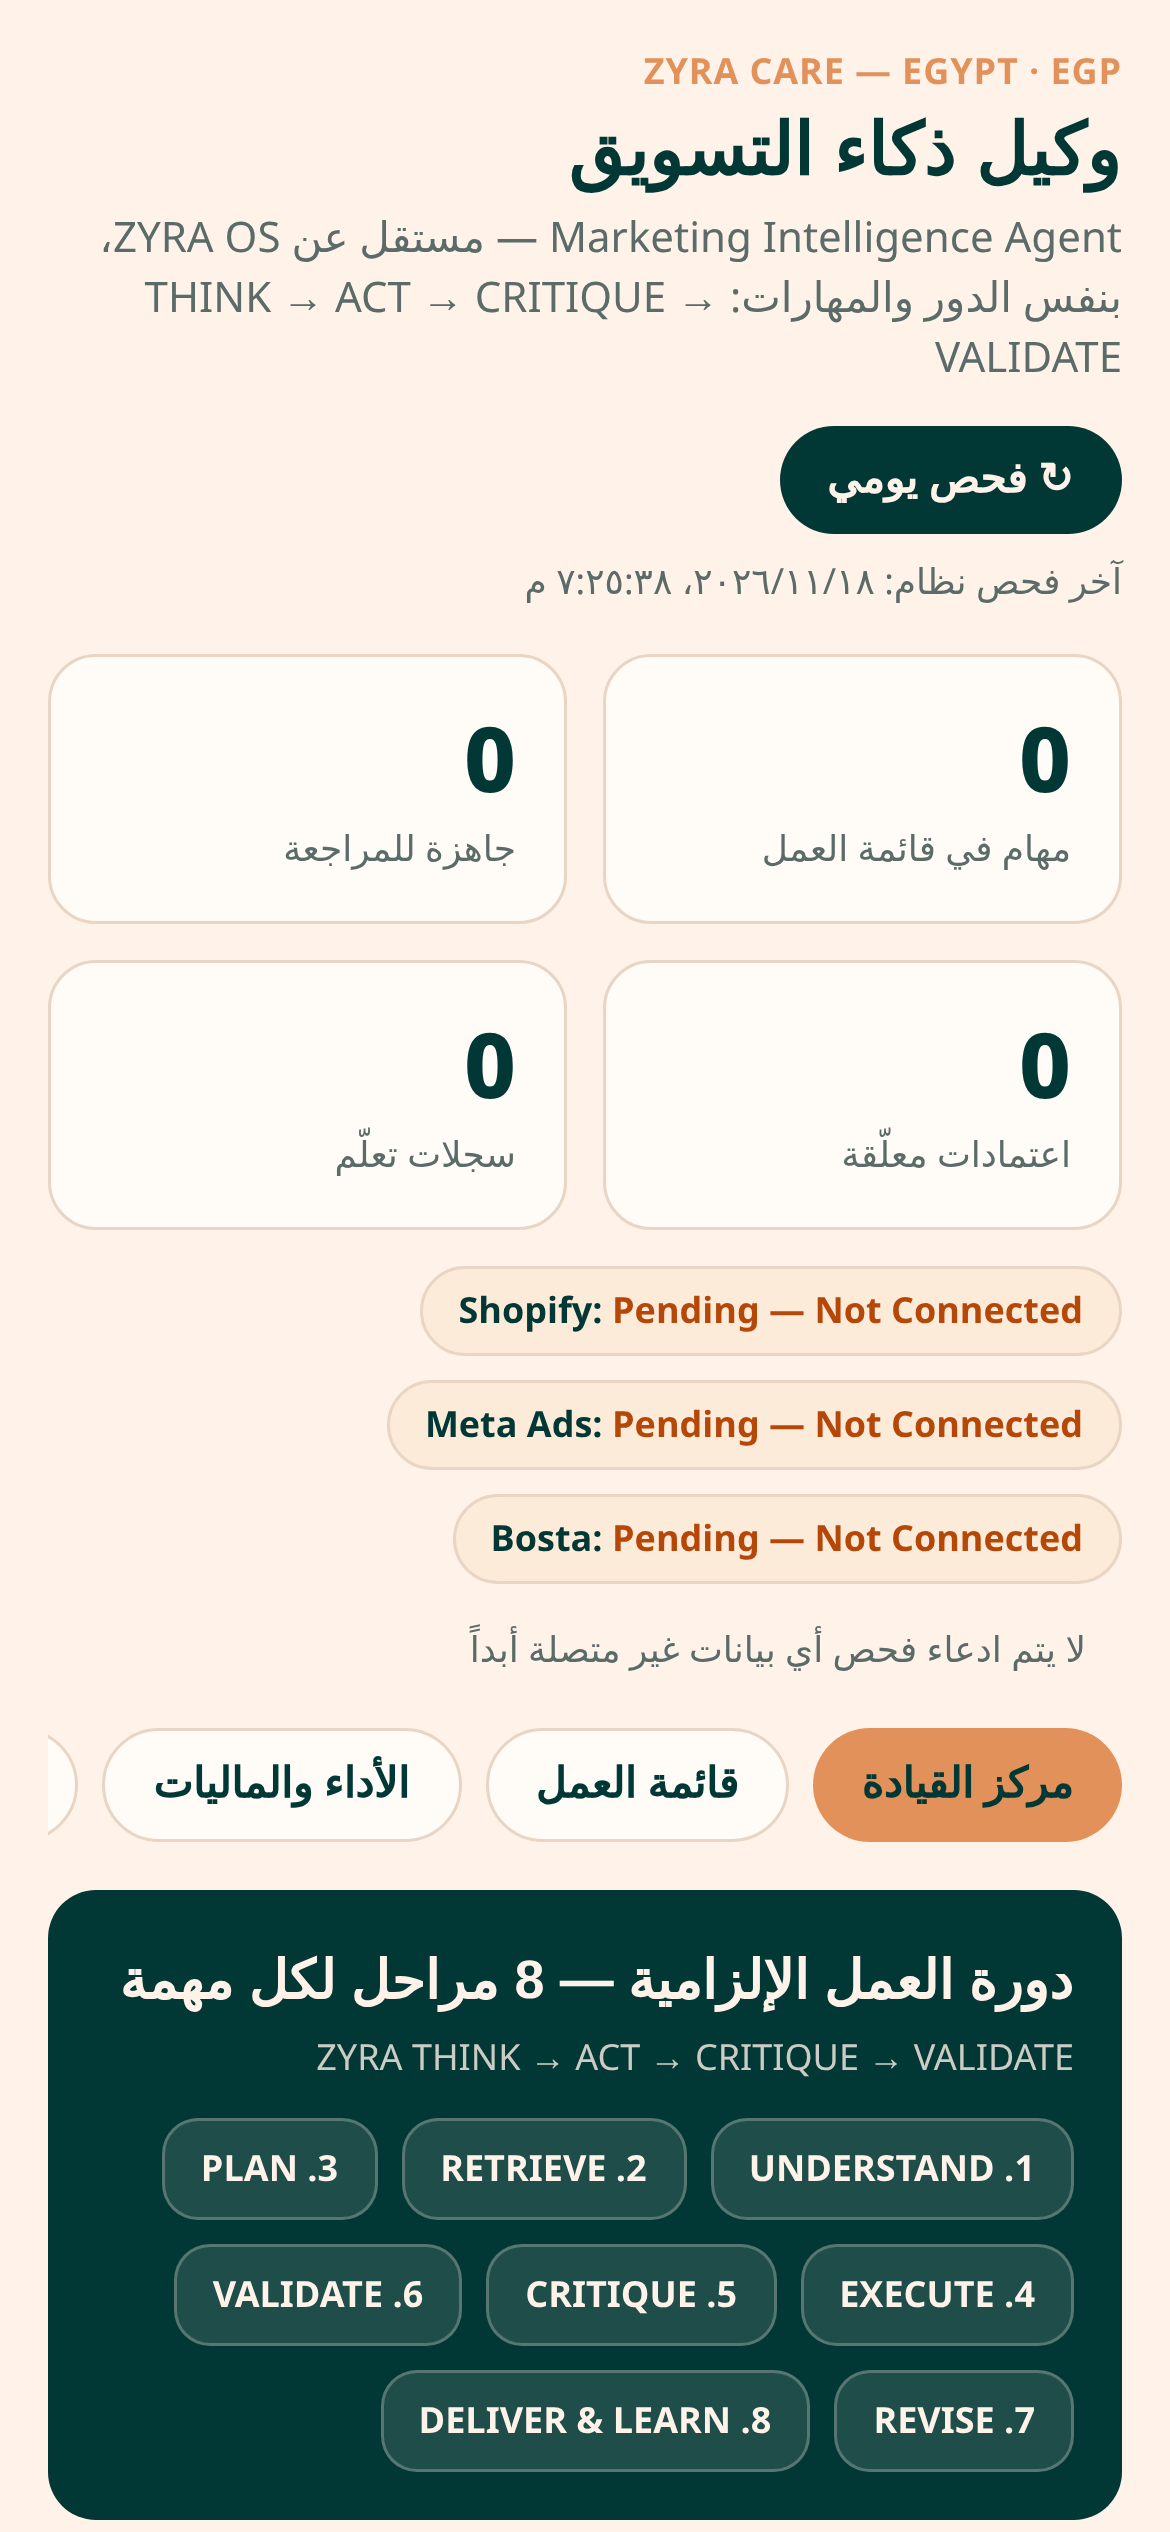 ZYRA CARE — EGYPT · EGP
وكيل ذكاء التسويق
Marketing Intelligence Agent — مستقل عن ZYRA OS،
بنفس الدور والمهارات: THINK → ACT → CRITIQUE →
VALIDATE
↻ فحص يومي
آخر فحص نظام: ٢٠٢٦/١١/١٨، ٧:٢٥:٣٨ م
0
مهام في قائمة العمل
0
جاهزة للمراجعة
0
اعتمادات معلّقة
0
سجلات تعلّم
Shopify: Pending — Not Connected
Meta Ads: Pending — Not Connected
Bosta: Pending — Not Connected
لا يتم ادعاء فحص أي بيانات غير متصلة أبداً
مركز القيادة
قائمة العمل
الأداء والماليات
دورة العمل الإلزامية — 8 مراحل لكل مهمة
ZYRA THINK → ACT → CRITIQUE → VALIDATE
1. UNDERSTAND
2. RETRIEVE
3. PLAN
4. EXECUTE
5. CRITIQUE
6. VALIDATE
7. REVISE
8. DELIVER & LEARN